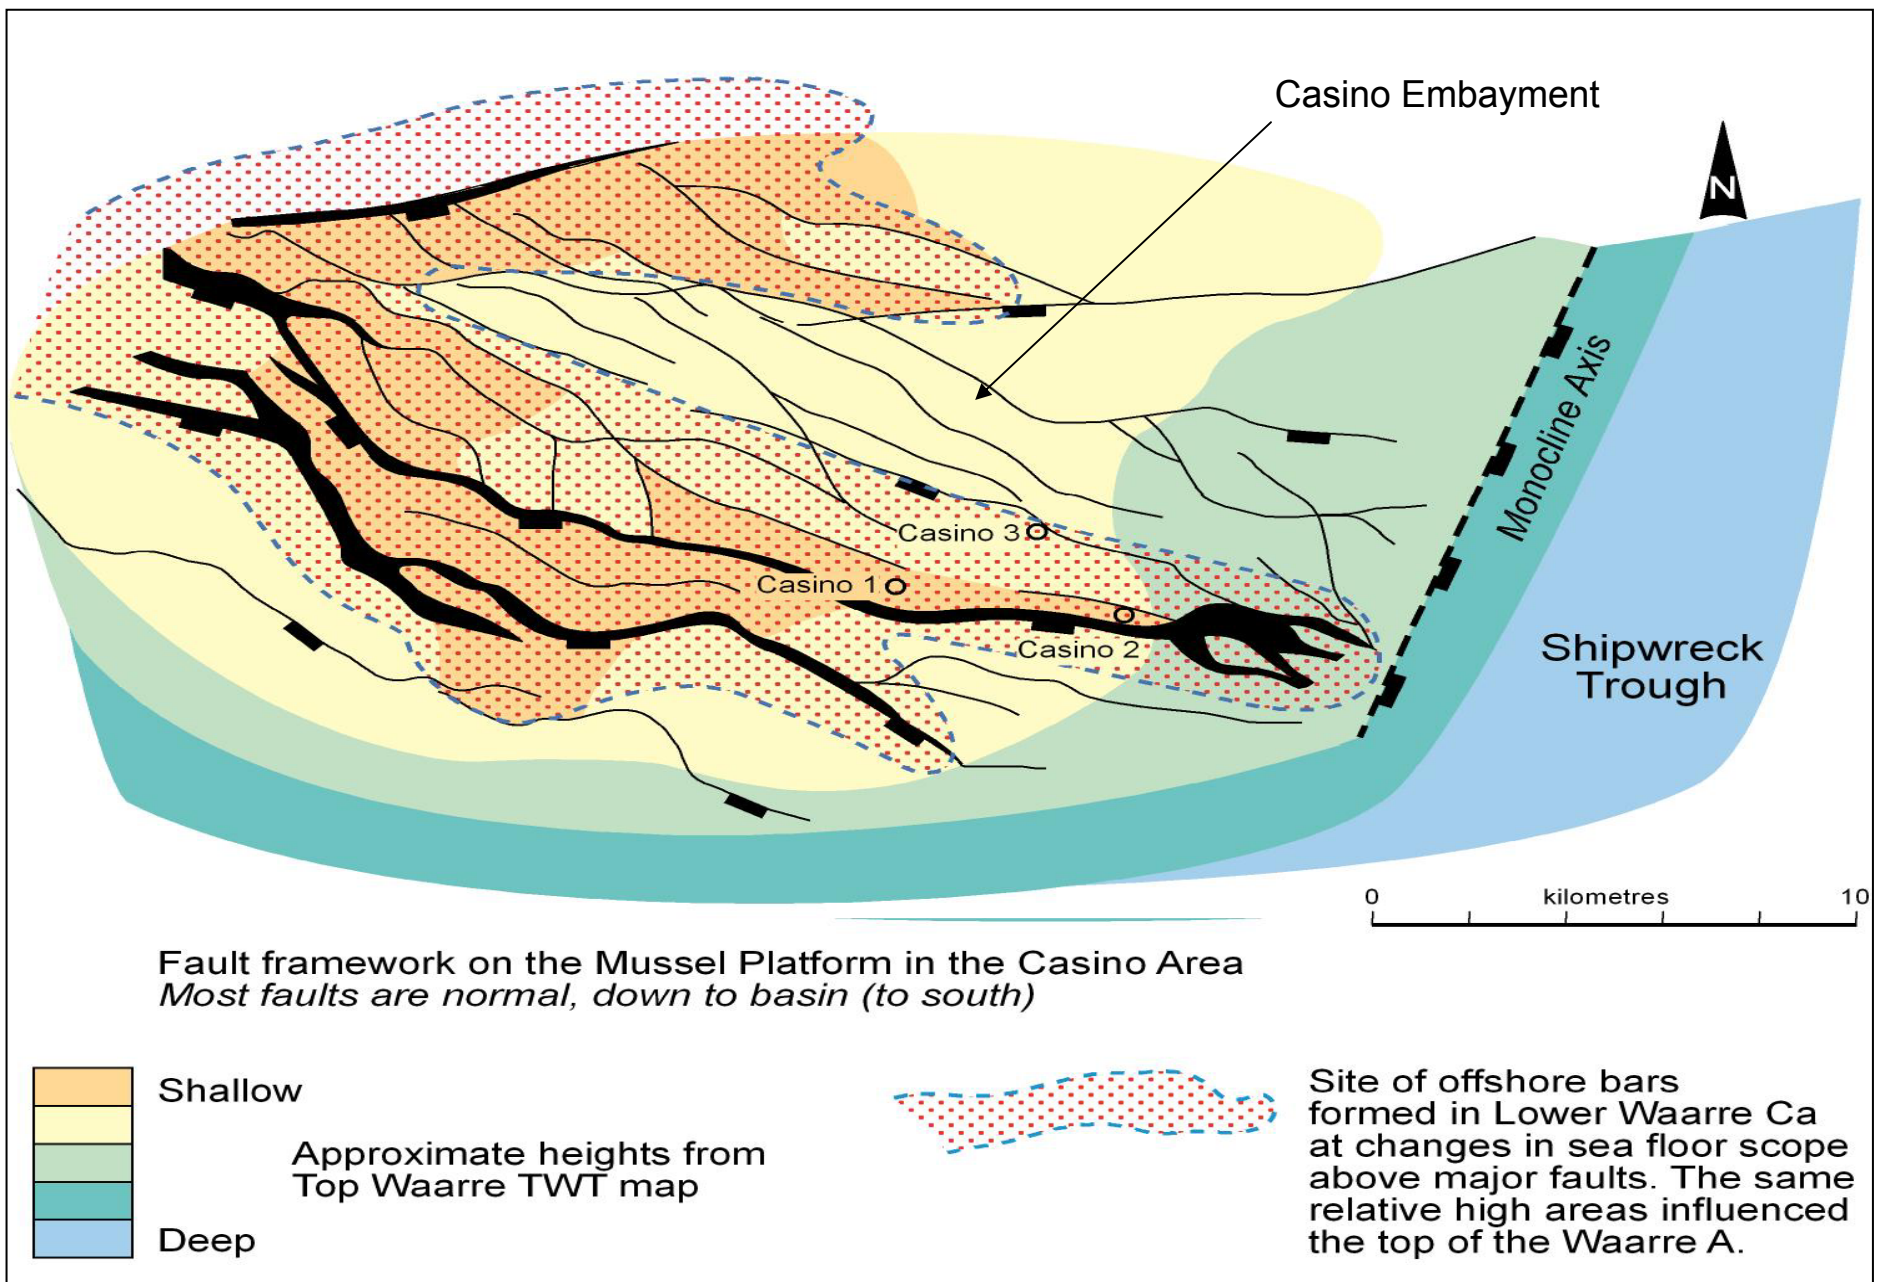 Casino Embayment
N
Monocline Axis
Casino 3
Casino 1
Casino 2
Shipwreck
Trough
0 kilometres 10
Fault framework on the Mussel Platform in the Casino Area
Most faults are normal, down to basin (to south)
Shallow
Approximate heights from
Top Waarre TWT map
Deep
Site of offshore bars
formed in Lower Waarre Ca
at changes in sea floor scope
above major faults. The same
relative high areas influenced
the top of the Waarre A.